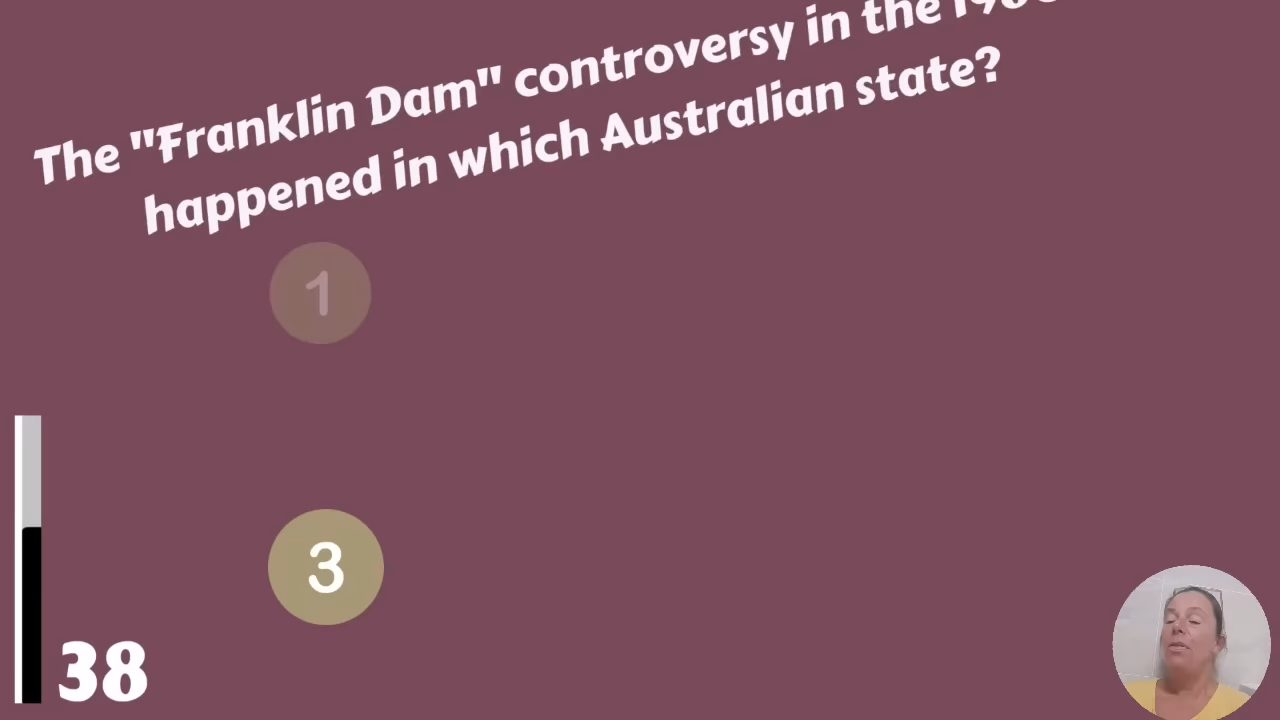 The "Franklin Dam" controversy in the
happened in which Australian state?
1
3
38